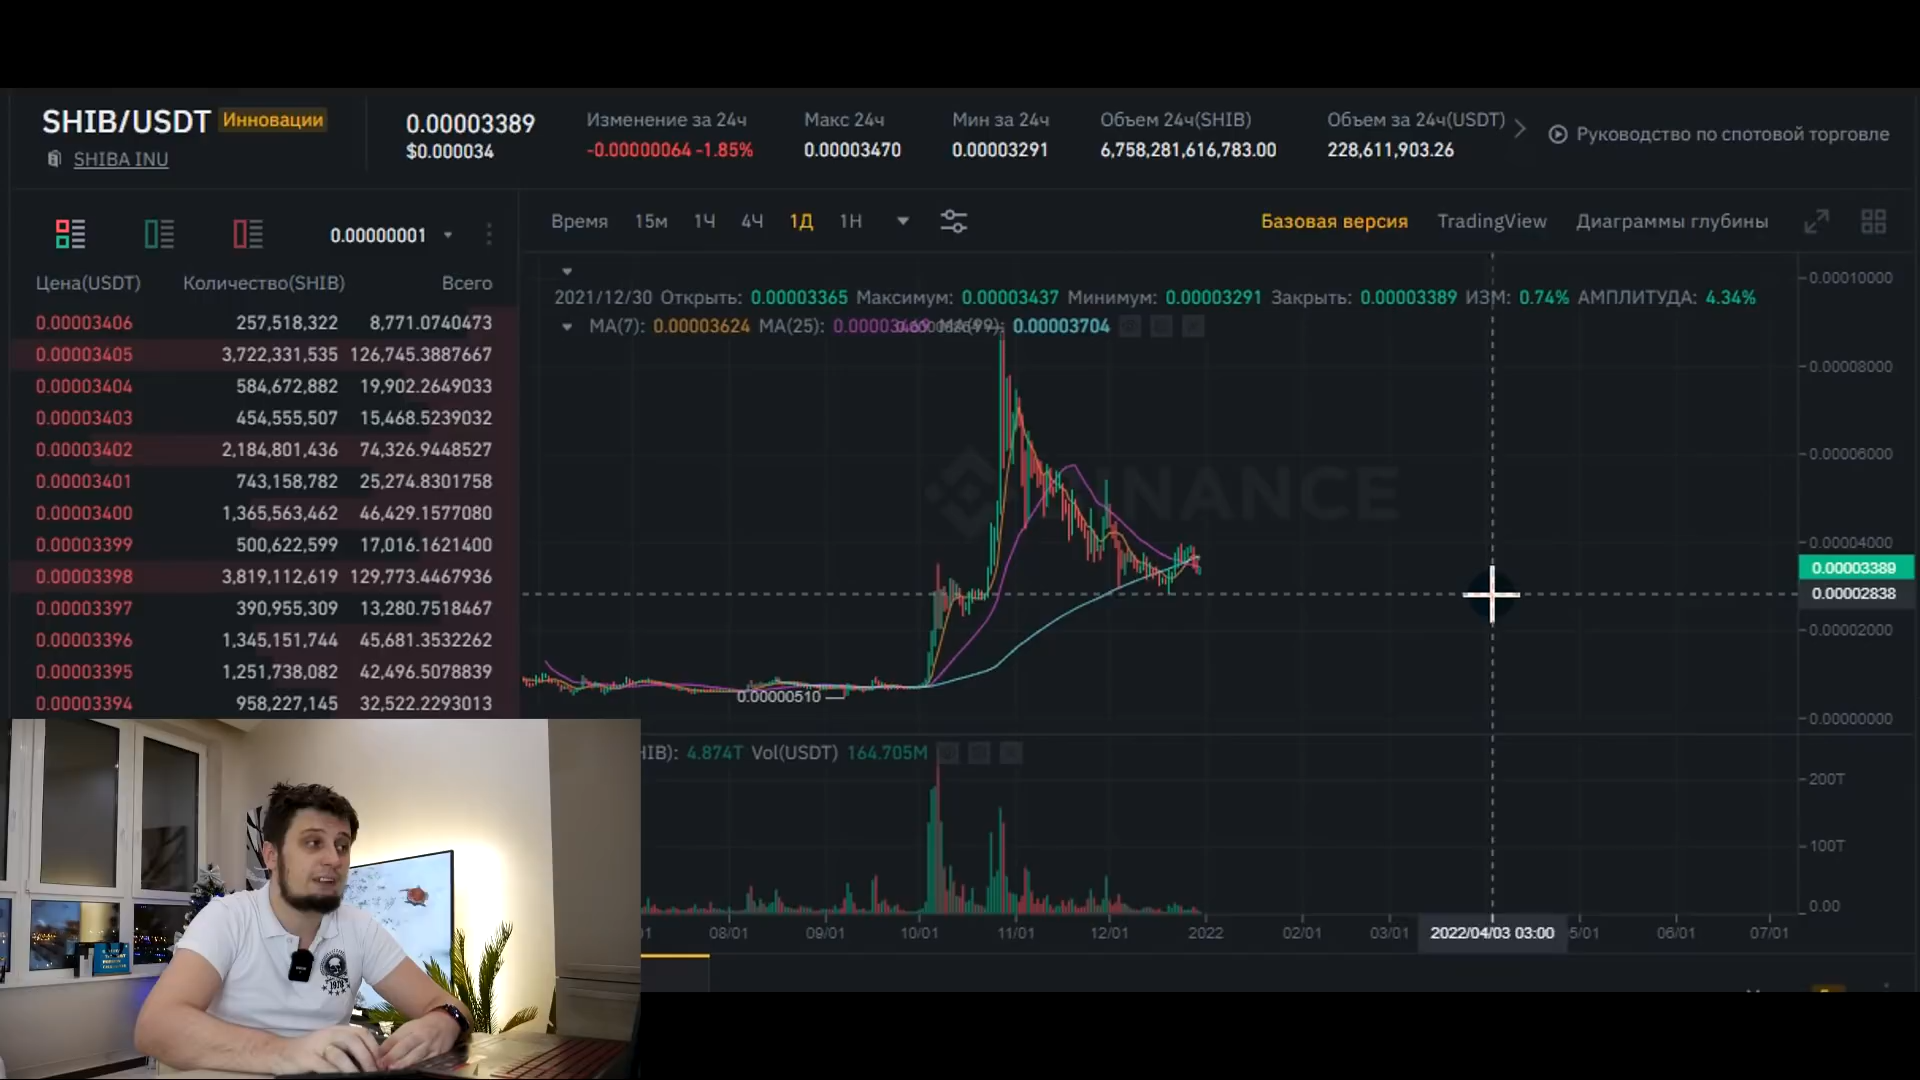 SHIB/USDT Инновации
SHIBA INU
0.00003389
$0.000034
Изменение за 24ч
-0.00000064 -1.85%
Макс 24ч
0.00003470
Мин за 24ч
0.00003291
Объем 24ч(SHIB)
6,758,281,616,783.00
Объем за 24ч(USDT)
228,611,903.26
Руководство по спотовой торговле
0.00000001
Цена(USDT) Количество(SHIB) Всего
0.00003406 257,518,322 8,771.0740473
0.00003405 3,722,331,535 126,745.3887667
0.00003404 584,672,882 19,902.2649033
0.00003403 454,555,507 15,468.5239032
0.00003402 2,184,801,436 74,326.9448527
0.00003401 743,158,782 25,274.8301758
0.00003400 1,365,563,462 46,429.1577080
0.00003399 500,622,599 17,016.1621400
0.00003398 3,819,112,619 129,773.4467936
0.00003397 390,955,309 13,280.7518467
0.00003396 1,345,151,744 45,681.3532262
0.00003395 1,251,738,082 42,496.5078839
0.00003394 958,227,145 32,522.2293013
Время 15м 1Ч 4Ч 1Д 1Н
Базовая версия TradingView Диаграммы глубины
2021/12/30 Открыть: 0.00003365 Максимум: 0.00003437 Минимум: 0.00003291 Закрыть: 0.00003389 ИЗМ: 0.74% АМПЛИТУДА: 4.34%
MA(7): 0.00003624 MA(25): 0.00003704
BINANCE
0.00000510
0.00010000
0.00008000
0.00006000
0.00004000
0.00003389
0.00002838
0.00002000
0.00000000
HIB): 4.874T Vol(USDT) 164.705M
200T
100T
0.00
08/01 09/01 10/01 11/01 12/01 2022 02/01 03/01 2022/04/03 03:00 5/01 06/01 07/01
1978